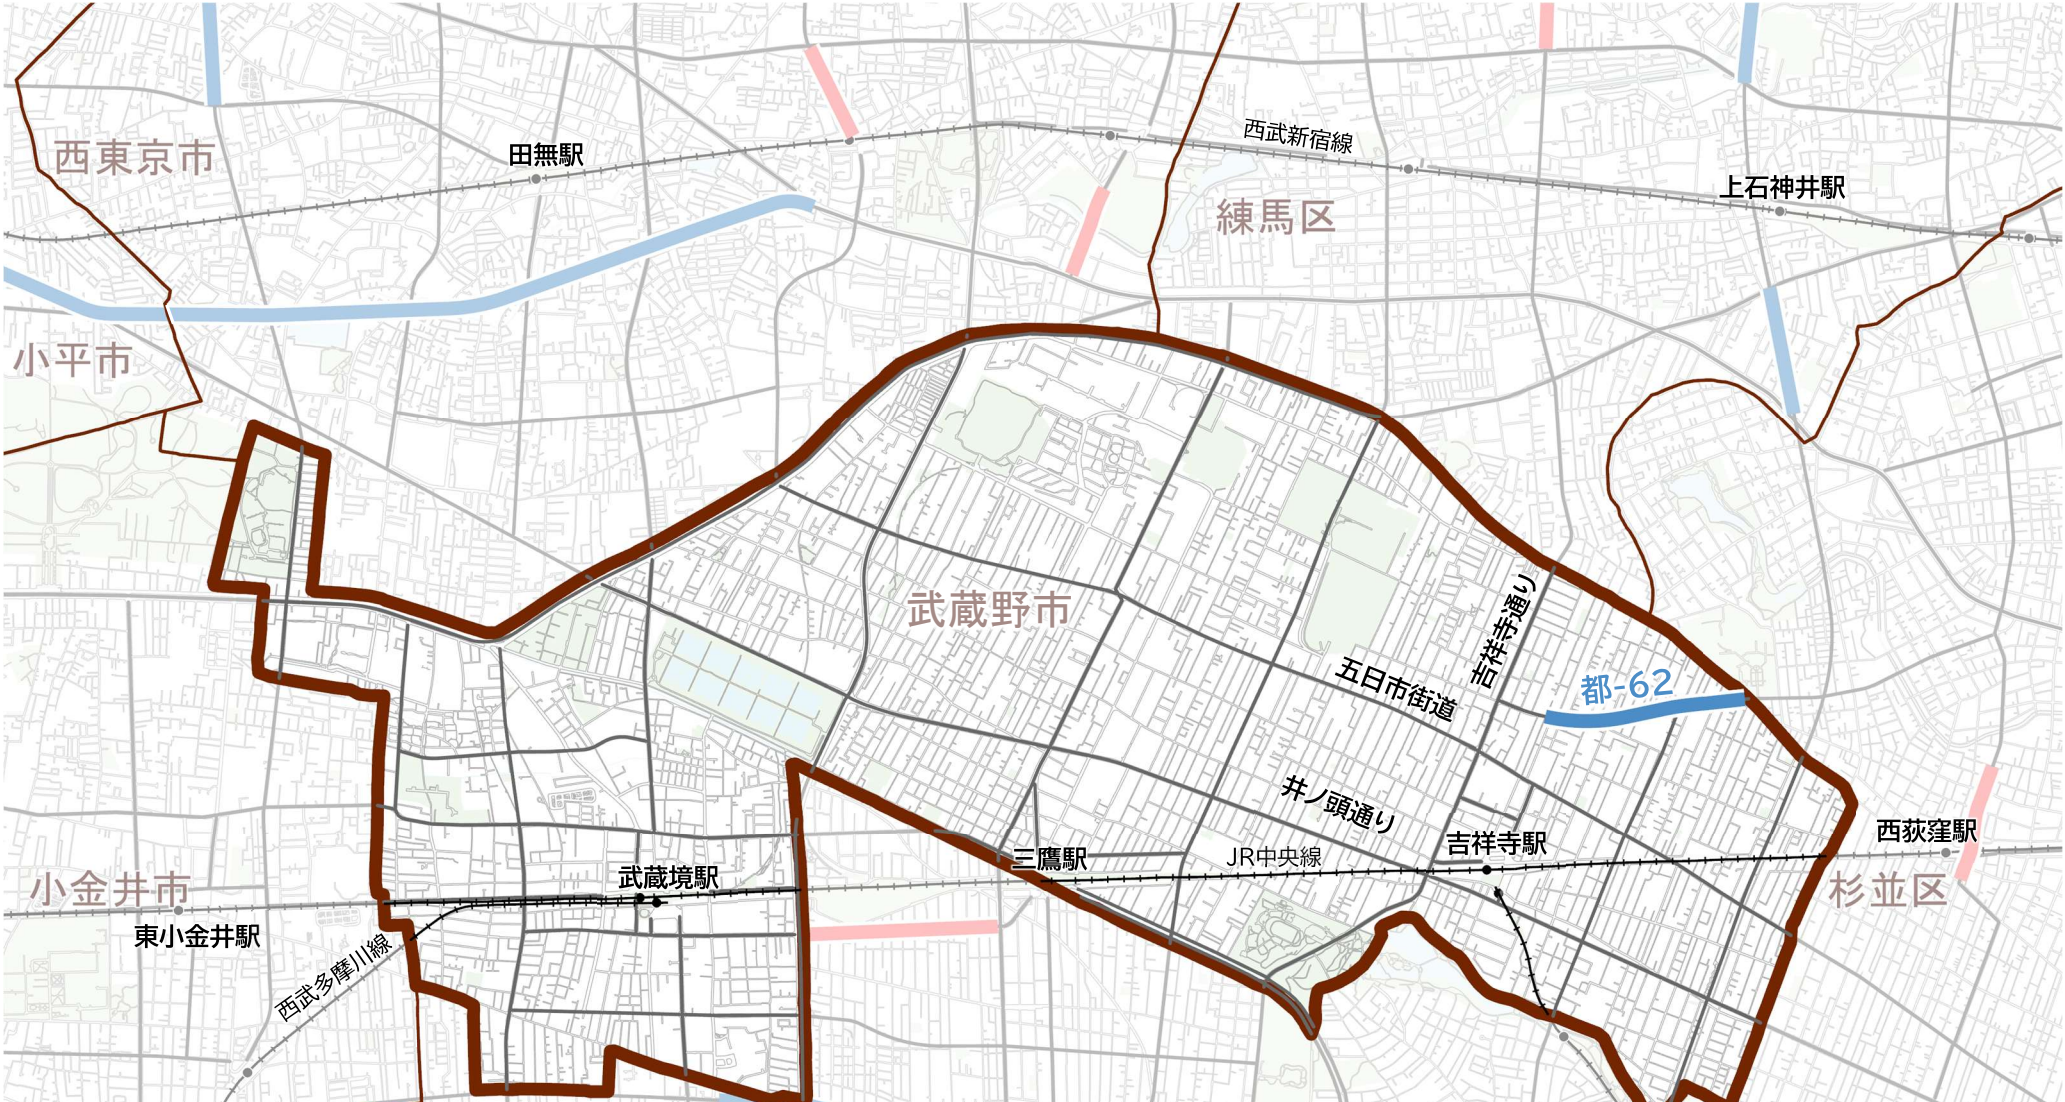 西武新宿線
田無駅
西東京市
上石神井駅
練馬区
小平市
武蔵野市
吉祥寺通り
五日市街道
都-62
井ノ頭通り
西荻窪駅
吉祥寺駅
三鷹駅
JR中央線
武蔵境駅
小金井市
杉並区
東小金井駅
西武多摩川線